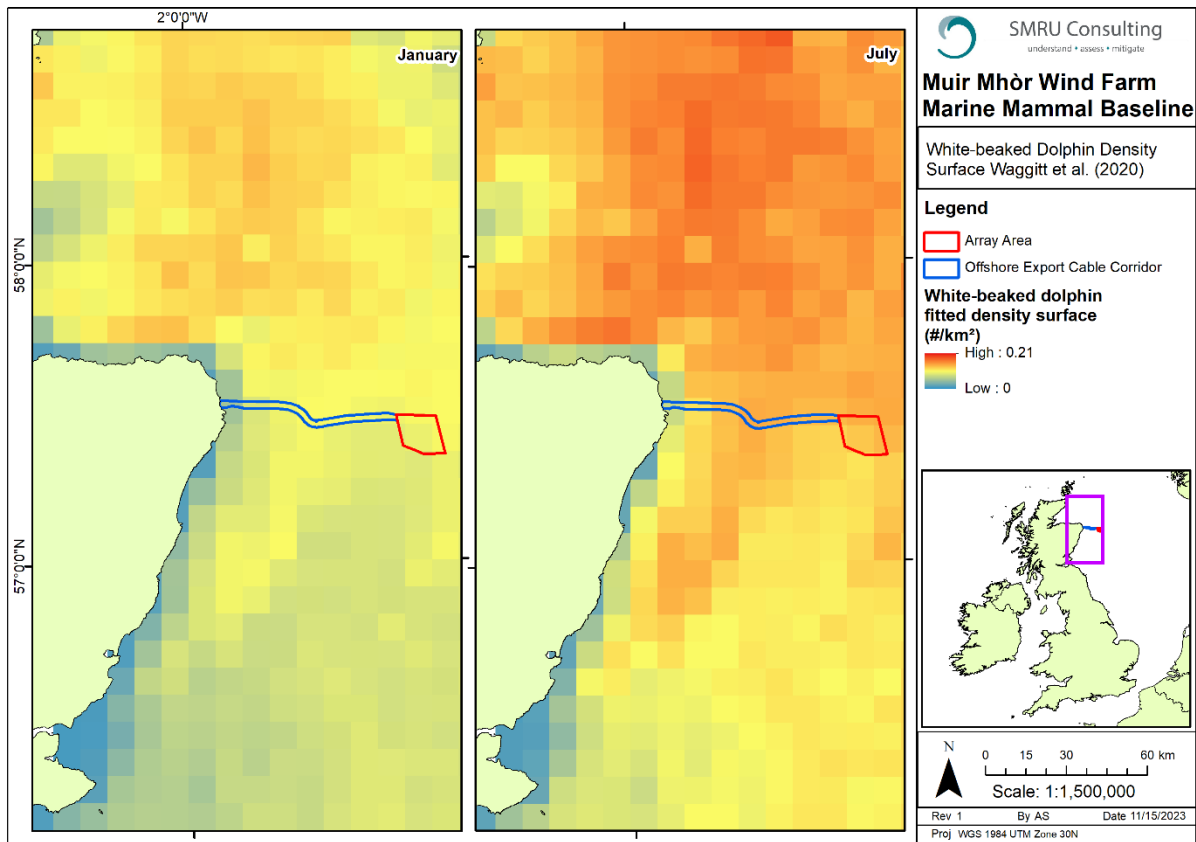 2°0'0"W
January
July
58°0'0"N
57°0'0"N
SMRU Consulting
understand • assess • mitigate
Muir Mhòr Wind Farm
Marine Mammal Baseline
White-beaked Dolphin Density
Surface Waggitt et al. (2020)
Legend
Array Area
Offshore Export Cable Corridor
White-beaked dolphin
fitted density surface
(#/km²)
High : 0.21
Low : 0
N
0 15 30 60 km
Scale: 1:1,500,000
Rev 1 By AS Date 11/15/2023
Proj WGS 1984 UTM Zone 30N